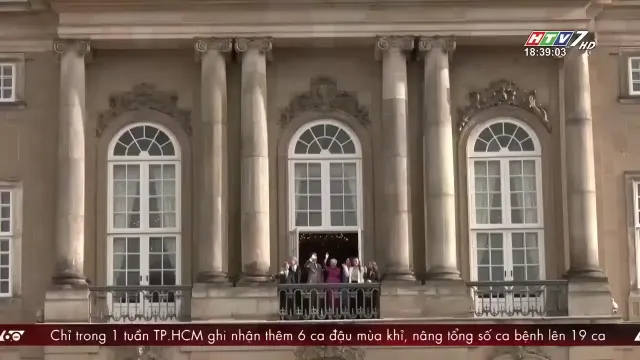 HTV7 HD
18:39:03
60
Chỉ trong 1 tuần TP.HCM ghi nhận thêm 6 ca đậu mùa khỉ, nâng tổng số ca bệnh lên 19 ca